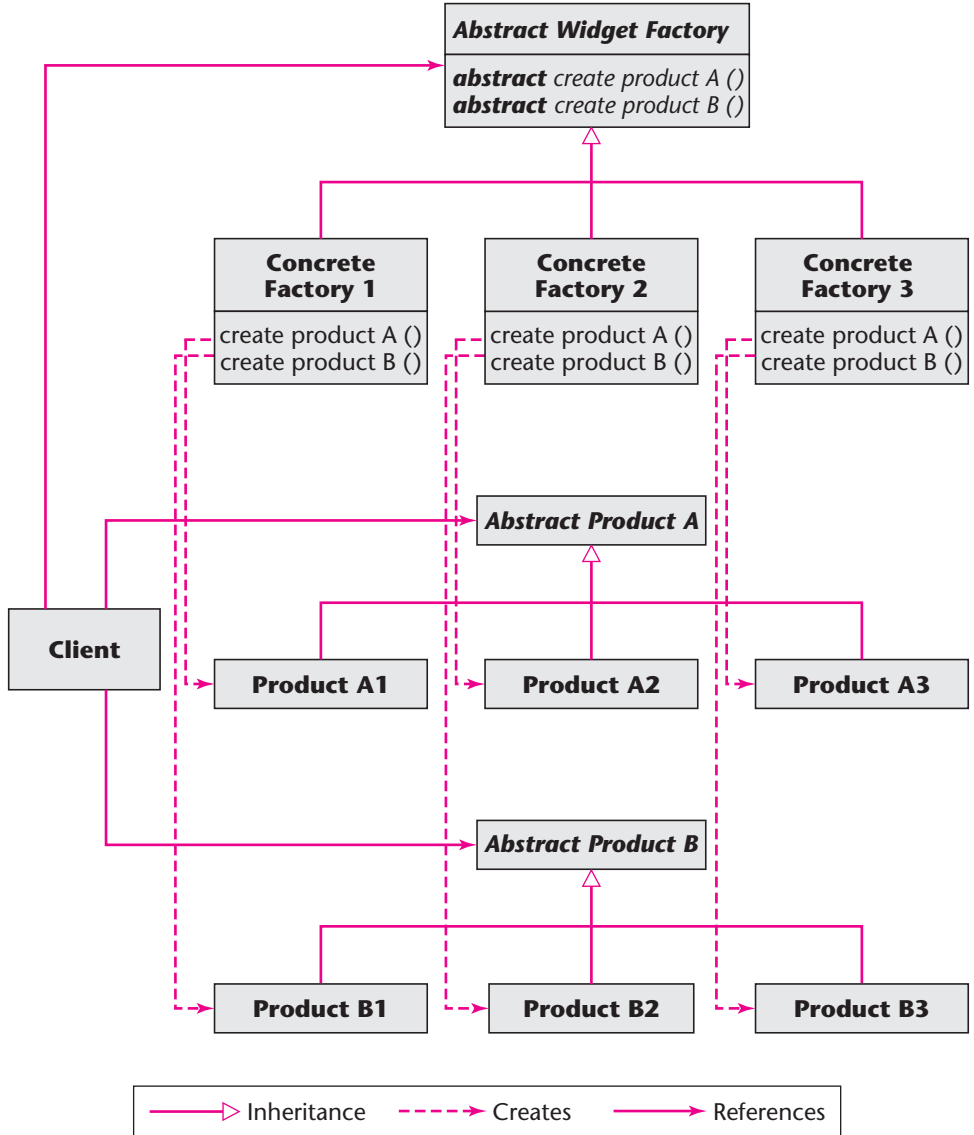 Abstract Widget Factory
abstract create product A ()
abstract create product B ()
Concrete
Factory 1
create product A ()
create product B ()
Concrete
Factory 2
create product A ()
create product B ()
Concrete
Factory 3
create product A ()
create product B ()
Abstract Product A
Client
Product A1
Product A2
Product A3
Abstract Product B
Product B1
Product B2
Product B3
Inheritance
Creates
References